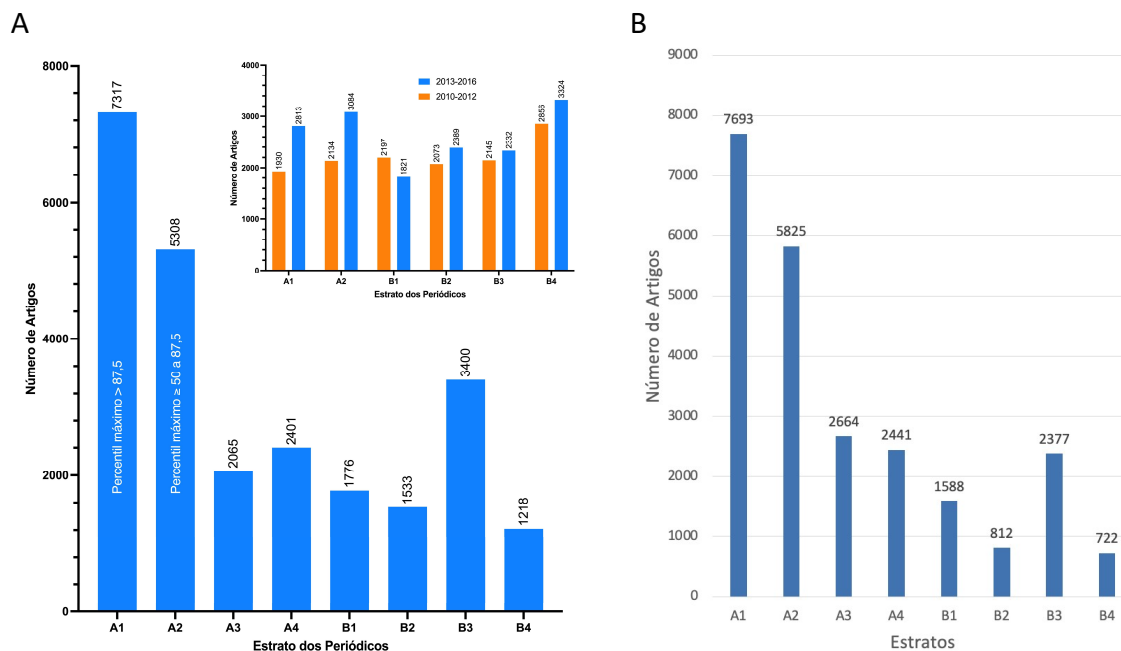 A
Número de Artigos
8000
6000
4000
2000
0
7317
5308
2065
2401
1776
1533
3400
1218
Percentil máximo > 87,5
Percentil máximo ≥ 50 a 87,5
A1
A2
A3
A4
B1
B2
B3
B4
Estrato dos Periódicos
Número de Artigos
4000
3000
2000
1000
0
2013-2016
2010-2012
1930
2813
2134
3084
2197
1821
2073
2389
2145
2332
2856
3324
A1
A2
B1
B2
B3
B4
Estrato dos Periódicos
B
Número de Artigos
9000
8000
7000
6000
5000
4000
3000
2000
1000
0
7693
5825
2664
2441
1588
812
2377
722
A1
A2
A3
A4
B1
B2
B3
B4
Estratos